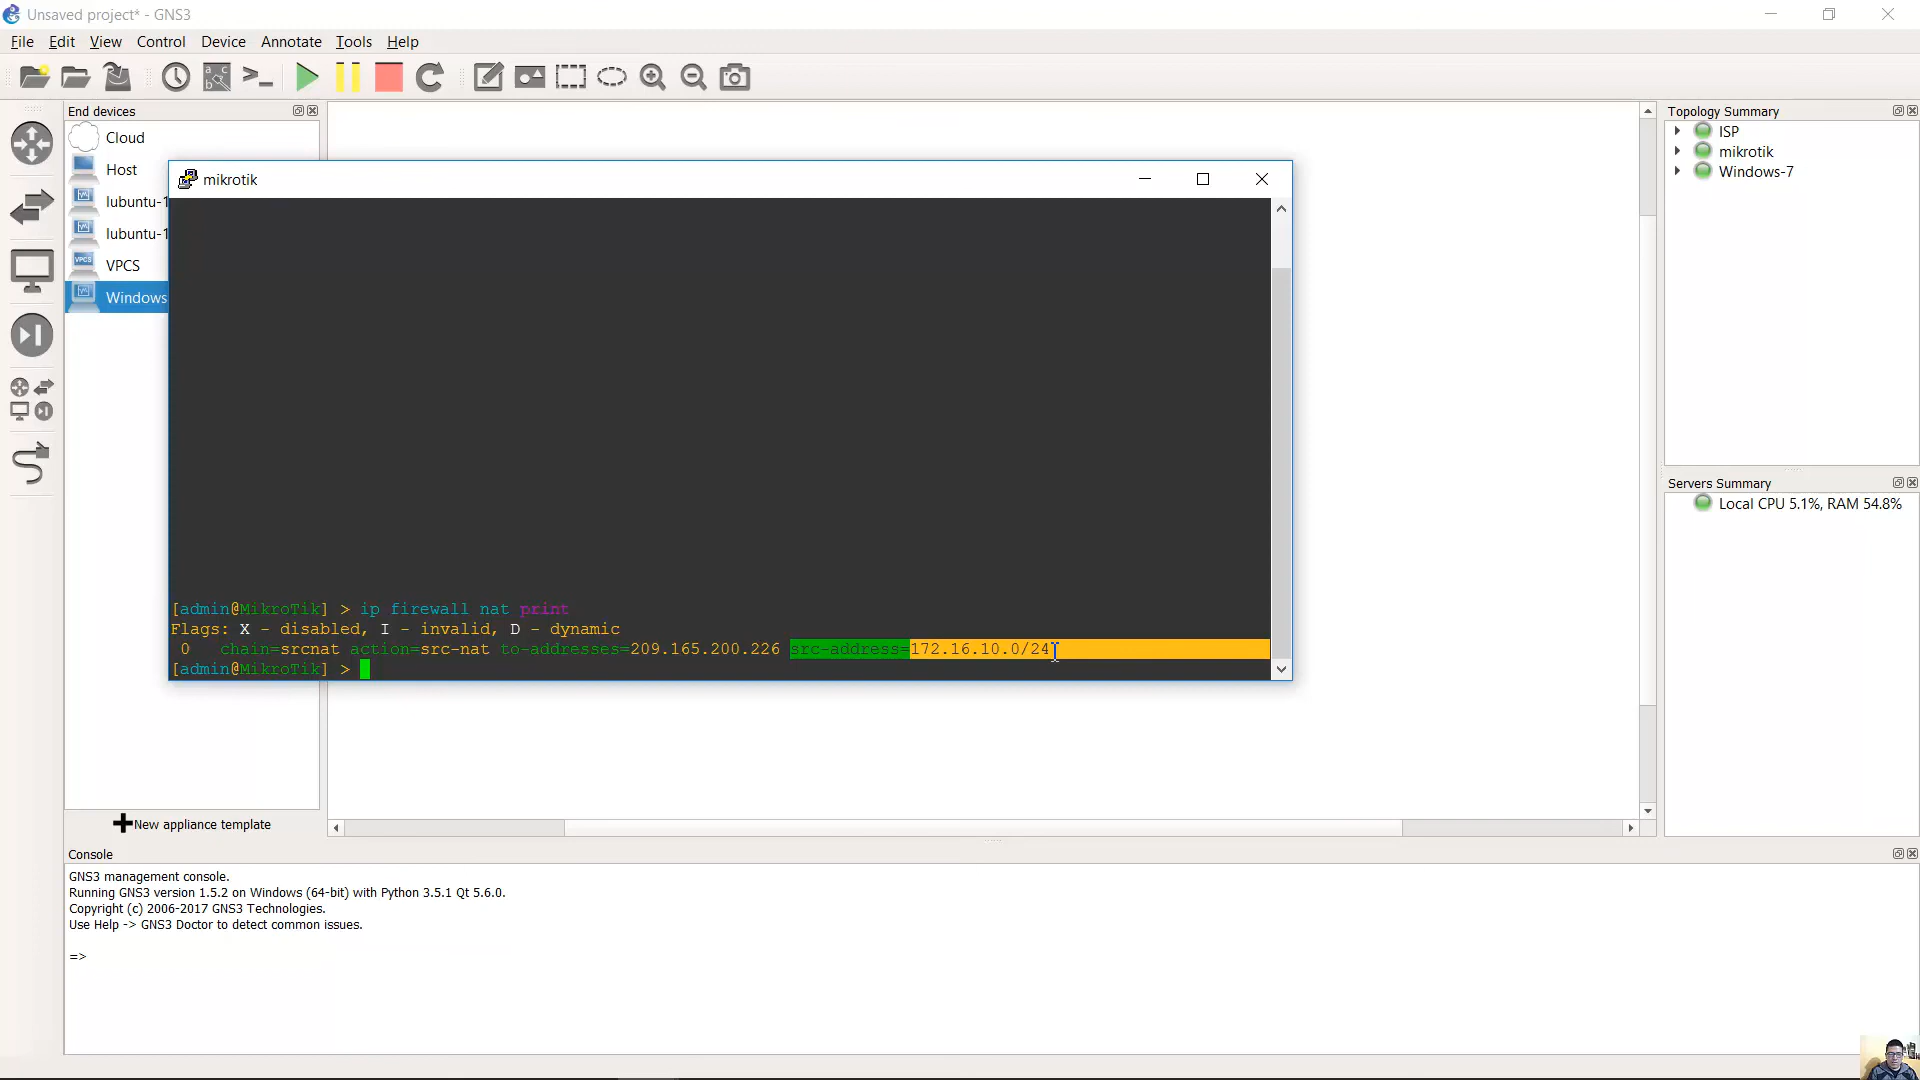 Unsaved project* - GNS3
File Edit View Control Device Annotate Tools Help
End devices
Cloud
Host
lubuntu-1
lubuntu-1
VPCS
Windows
New appliance template
mikrotik
[admin@MikroTik] > ip firewall nat print
Flags: X - disabled, I - invalid, D - dynamic
0 chain=srcnat action=src-nat to-addresses=209.165.200.226 src-address=172.16.10.0/24
[admin@MikroTik] >
Topology Summary
ISP
mikrotik
Windows-7
Servers Summary
Local CPU 5.1%, RAM 54.8%
Console
GNS3 management console.
Running GNS3 version 1.5.2 on Windows (64-bit) with Python 3.5.1 Qt 5.6.0.
Copyright (c) 2006-2017 GNS3 Technologies.
Use Help -> GNS3 Doctor to detect common issues.
=>